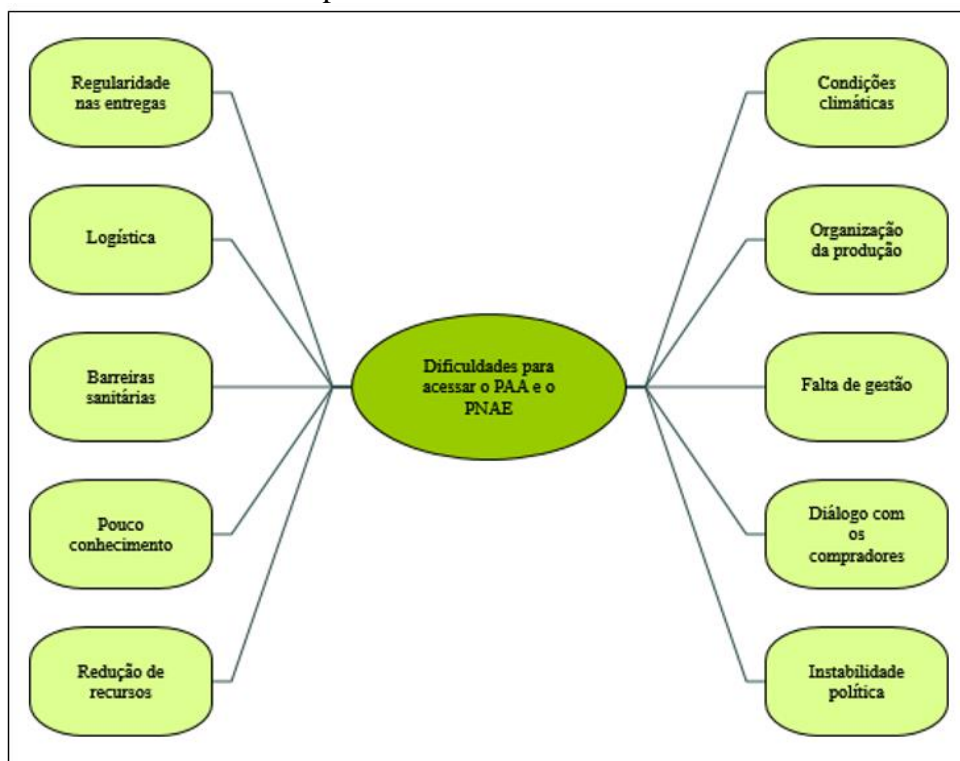 Regularidade
nas entregas
Logística
Barreiras
sanitárias
Pouco
conhecimento
Redução de
recursos
Dificuldades para
acessar o PAA e o
PNAE
Condições
climáticas
Organização
da produção
Falta de gestão
Diálogo com
os
compradores
Instabilidade
política